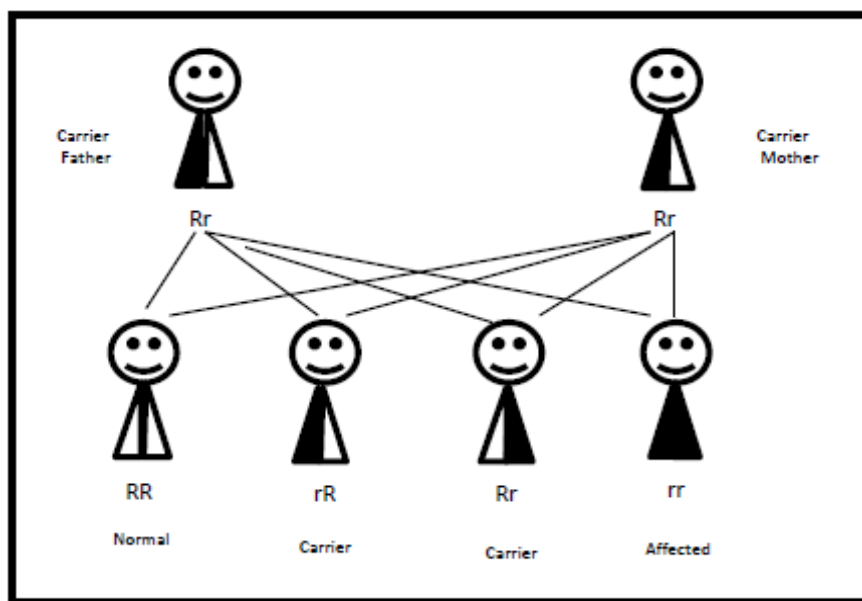 Carrier
Father
Carrier
Mother
Rr
Rr
RR
rR
Rr
rr
Normal
Carrier
Carrier
Affected